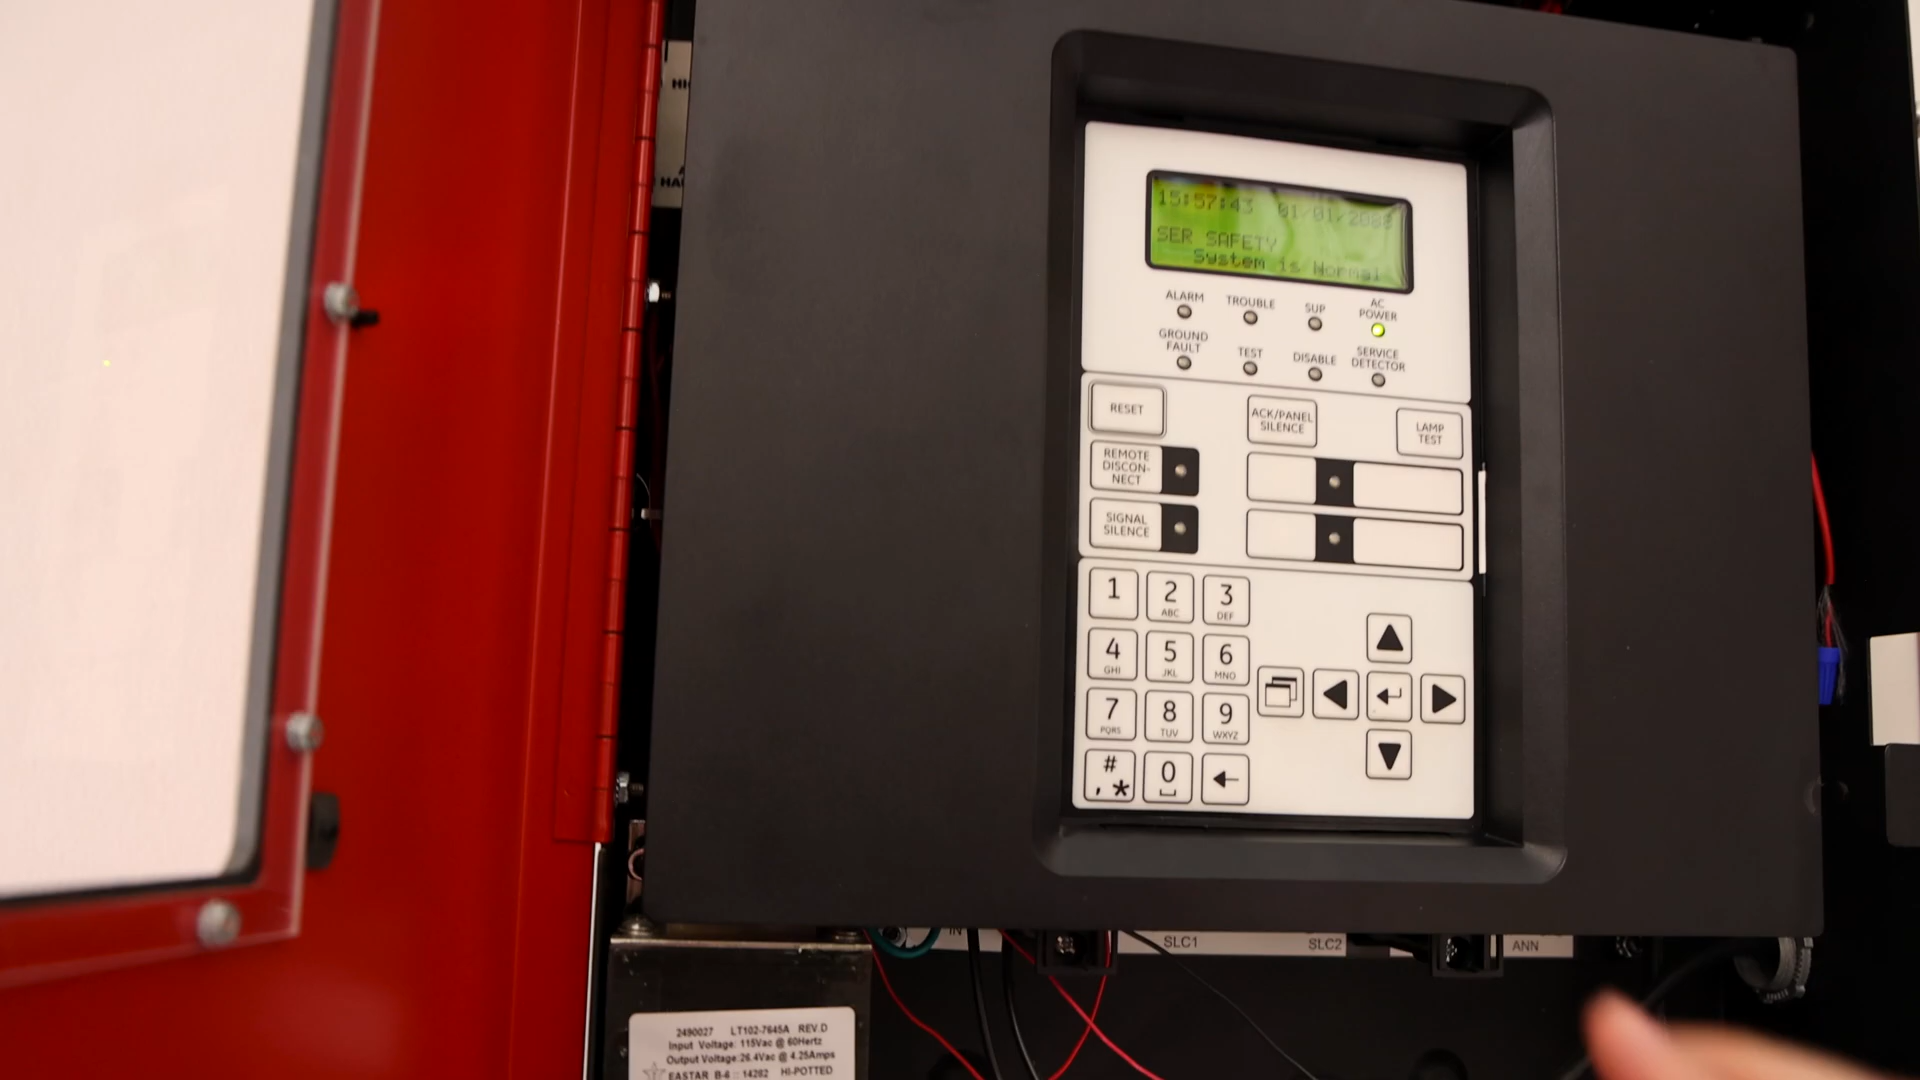 15:57:43 01/01/2088
SER SAFETY
System is Normal
ALARM
TROUBLE
SUP
AC
POWER
GROUND
FAULT
TEST
DISABLE
SERVICE
DETECTOR
RESET
ACK/PANEL
SILENCE
LAMP
TEST
REMOTE
DISCON-
NECT
SIGNAL
SILENCE
1
2
ABC
3
DEF
4
GHI
5
JKL
6
MNO
7
PQRS
8
TUV
9
WXYZ
#
, *
0
IN
SLC1
SLC2
ANN
2490027 LT102-7645A REV.D
Input Voltage: 115Vac @ 60Hertz
Output Voltage:26.4Vac @ 4.25Amps
EASTAR B-6 :: 14282 HI-POTTED